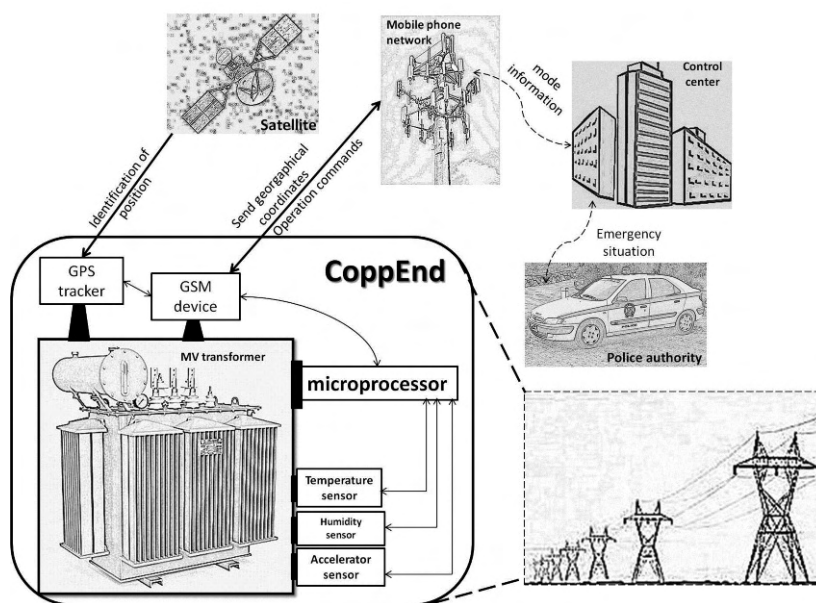 Satellite
Mobile phone
network
mode
information
Control
center
Identification of
position
Send georgaphical
coordinates
Operation commands
Emergency
situation
Police authority
CoppEnd
GPS
tracker
GSM
device
MV transformer
microprocessor
Temperature
sensor
Humidity
sensor
Accelerator
sensor